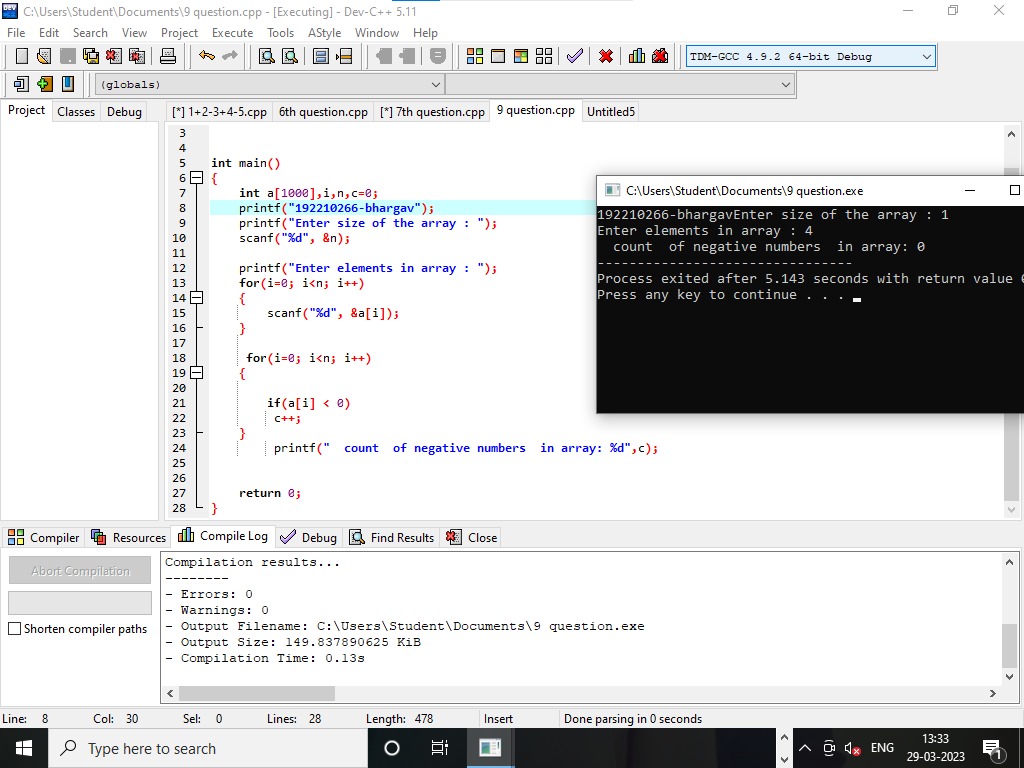 C:\Users\Student\Documents\9 question.cpp - [Executing] - Dev-C++ 5.11
File Edit Search View Project Execute Tools AStyle Window Help
TDM-GCC 4.9.2 64-bit Debug
(globals)
Project Classes Debug
[*] 1+2-3+4-5.cpp 6th question.cpp [*] 7th question.cpp 9 question.cpp Untitled5
3
4
5 int main()
6 {
7 int a[1000],i,n,c=0;
8 printf("192210266-bhargav");
9 printf("Enter size of the array : ");
10 scanf("%d", &n);
11
12 printf("Enter elements in array : ");
13 for(i=0; i<n; i++)
14 {
15 scanf("%d", &a[i]);
16 }
17
18 for(i=0; i<n; i++)
19 {
20
21 if(a[i] < 0)
22 c++;
23 }
24 printf("  count  of negative numbers  in array: %d",c);
25
26
27 return 0;
28 }
C:\Users\Student\Documents\9 question.exe
192210266-bhargavEnter size of the array : 1
Enter elements in array : 4
  count  of negative numbers  in array: 0
--------------------------------
Process exited after 5.143 seconds with return value
Press any key to continue . . .
Compiler Resources Compile Log Debug Find Results Close
Abort Compilation
Shorten compiler paths
Compilation results...
--------
- Errors: 0
- Warnings: 0
- Output Filename: C:\Users\Student\Documents\9 question.exe
- Output Size: 149.837890625 KiB
- Compilation Time: 0.13s
Line: 8 Col: 30 Sel: 0 Lines: 28 Length: 478 Insert Done parsing in 0 seconds
Type here to search
ENG
13:33
29-03-2023
1